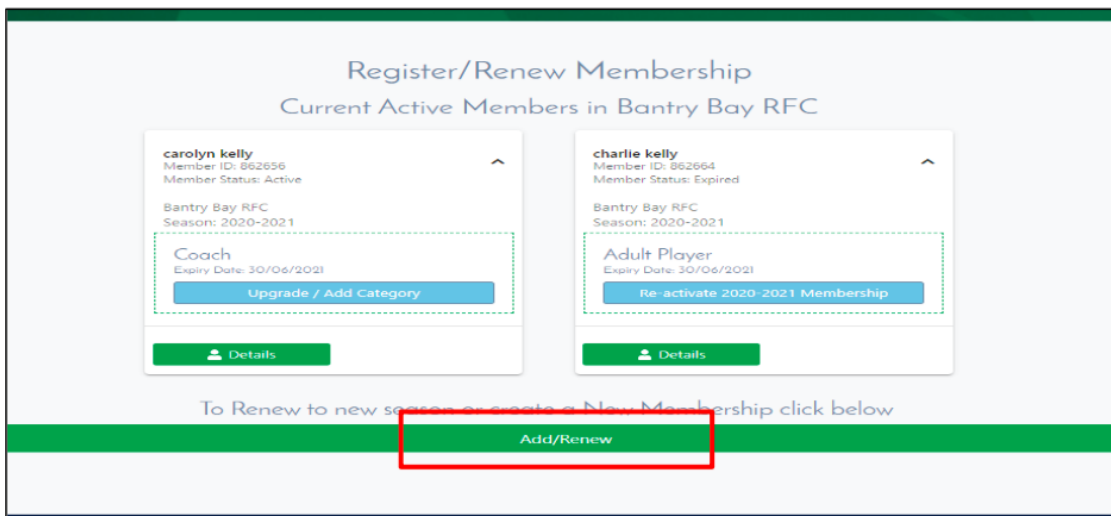 Register/Renew Membership
Current Active Members in Bantry Bay RFC
carolyn kelly
Member ID: 862656
Member Status: Active
Bantry Bay RFC
Season: 2020-2021
Coach
Expiry Date: 30/06/2021
Upgrade / Add Category
Details
charlie kelly
Member ID: 862664
Member Status: Expired
Bantry Bay RFC
Season: 2020-2021
Adult Player
Expiry Date: 30/06/2021
Re-activate 2020-2021 Membership
Details
To Renew to new season or create a New Membership click below
Add/Renew